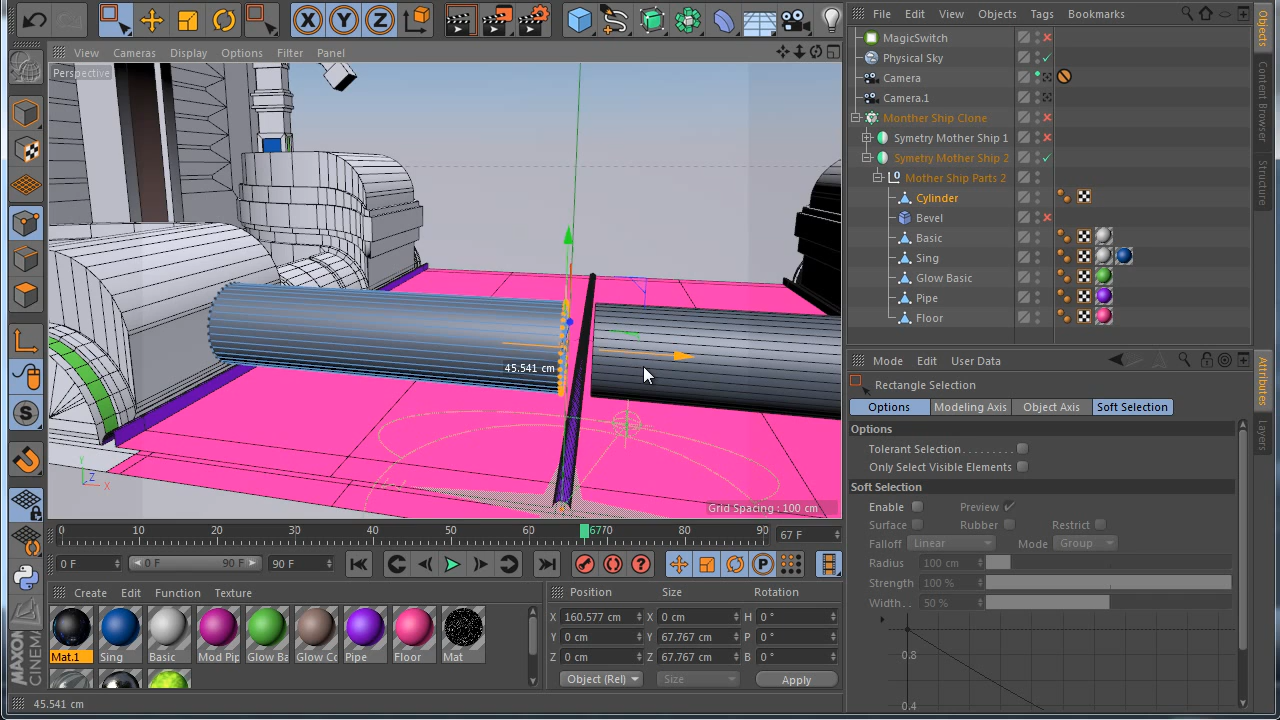 X Y Z
File Edit View Objects Tags Bookmarks
View Cameras Display Options Filter Panel
Perspective
MagicSwitch
Physical Sky
Camera
Camera.1
Monther Ship Clone
Symetry Mother Ship 1
Symetry Mother Ship 2
Mother Ship Parts 2
Cylinder
Bevel
Basic
Sing
Glow Basic
Pipe
Floor
Objects
Content Browser
Structure
45.541 cm
Y
Z
X
Grid Spacing : 100 cm
Mode Edit User Data
Rectangle Selection
Options Modeling Axis Object Axis Soft Selection
Options
Tolerant Selection
Only Select Visible Elements
Soft Selection
Enable Preview
Surface Rubber Restrict
Falloff Linear Mode Group
Radius 100 cm
Strength 100 %
Width . . 50 %
0.8
0.4
Attributes
Layers
0 10 20 30 40 50 6770 80 90 67 F
0 F 0 F 90 F 90 F
P
Create Edit Function Texture
Mat.1 Sing Basic Mod Pip Glow Ba Glow Co Pipe Floor Mat
Position Size Rotation
X 160.577 cm X 0 cm H 0 °
Y 0 cm Y 67.767 cm P 0 °
Z 0 cm Z 67.767 cm B 0 °
Object (Rel) Size Apply
MAXON
CINEMA
45.541 cm